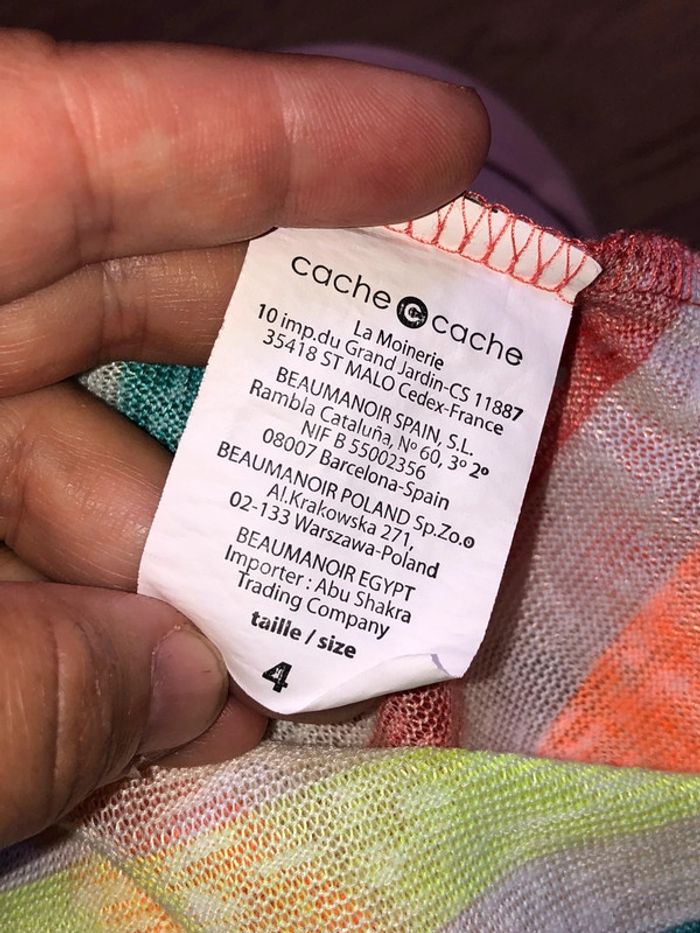 cache c cache
La Moinerie
10 imp.du Grand Jardin-CS 11887
35418 ST MALO Cedex-France
BEAUMANOIR SPAIN, S.L.
Rambla Cataluña, Nº 60, 3º 2º
NIF B 55002356
08007 Barcelona-Spain
BEAUMANOIR POLAND Sp.Zo.o
Al.Krakowska 271,
02-133 Warszawa-Poland
BEAUMANOIR EGYPT
Importer : Abu Shakra
Trading Company
taille / size
4